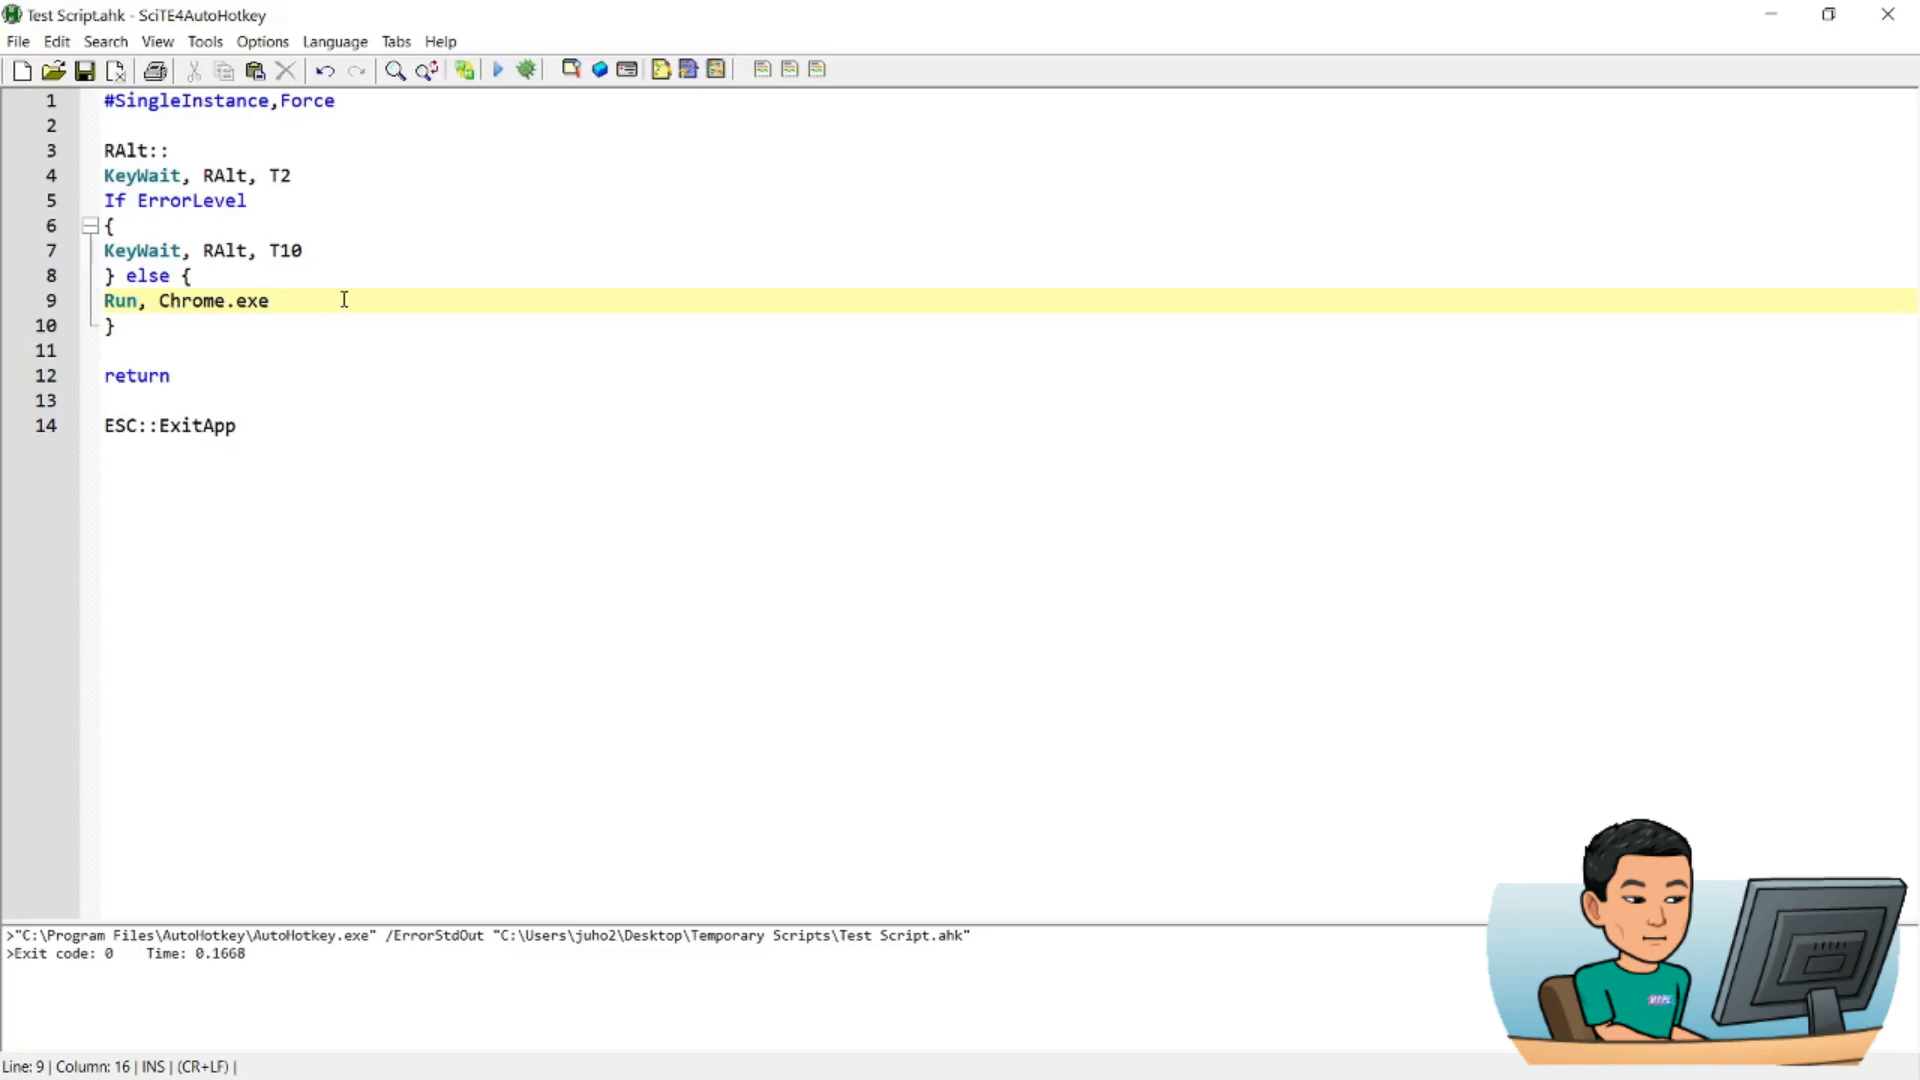 Test Script.ahk - SciTE4AutoHotkey
File Edit Search View Tools Options Language Tabs Help
1 #SingleInstance,Force
2
3 RAlt::
4 KeyWait, RAlt, T2
5 If ErrorLevel
6 {
7 KeyWait, RAlt, T10
8 } else {
9 Run, Chrome.exe
10 }
11
12 return
13
14 ESC::ExitApp
>"C:\Program Files\AutoHotkey\AutoHotkey.exe" /ErrorStdOut "C:\Users\juho2\Desktop\Temporary Scripts\Test Script.ahk"
>Exit code: 0 Time: 0.1668
Line: 9 | Column: 16 | INS | (CR+LF) |